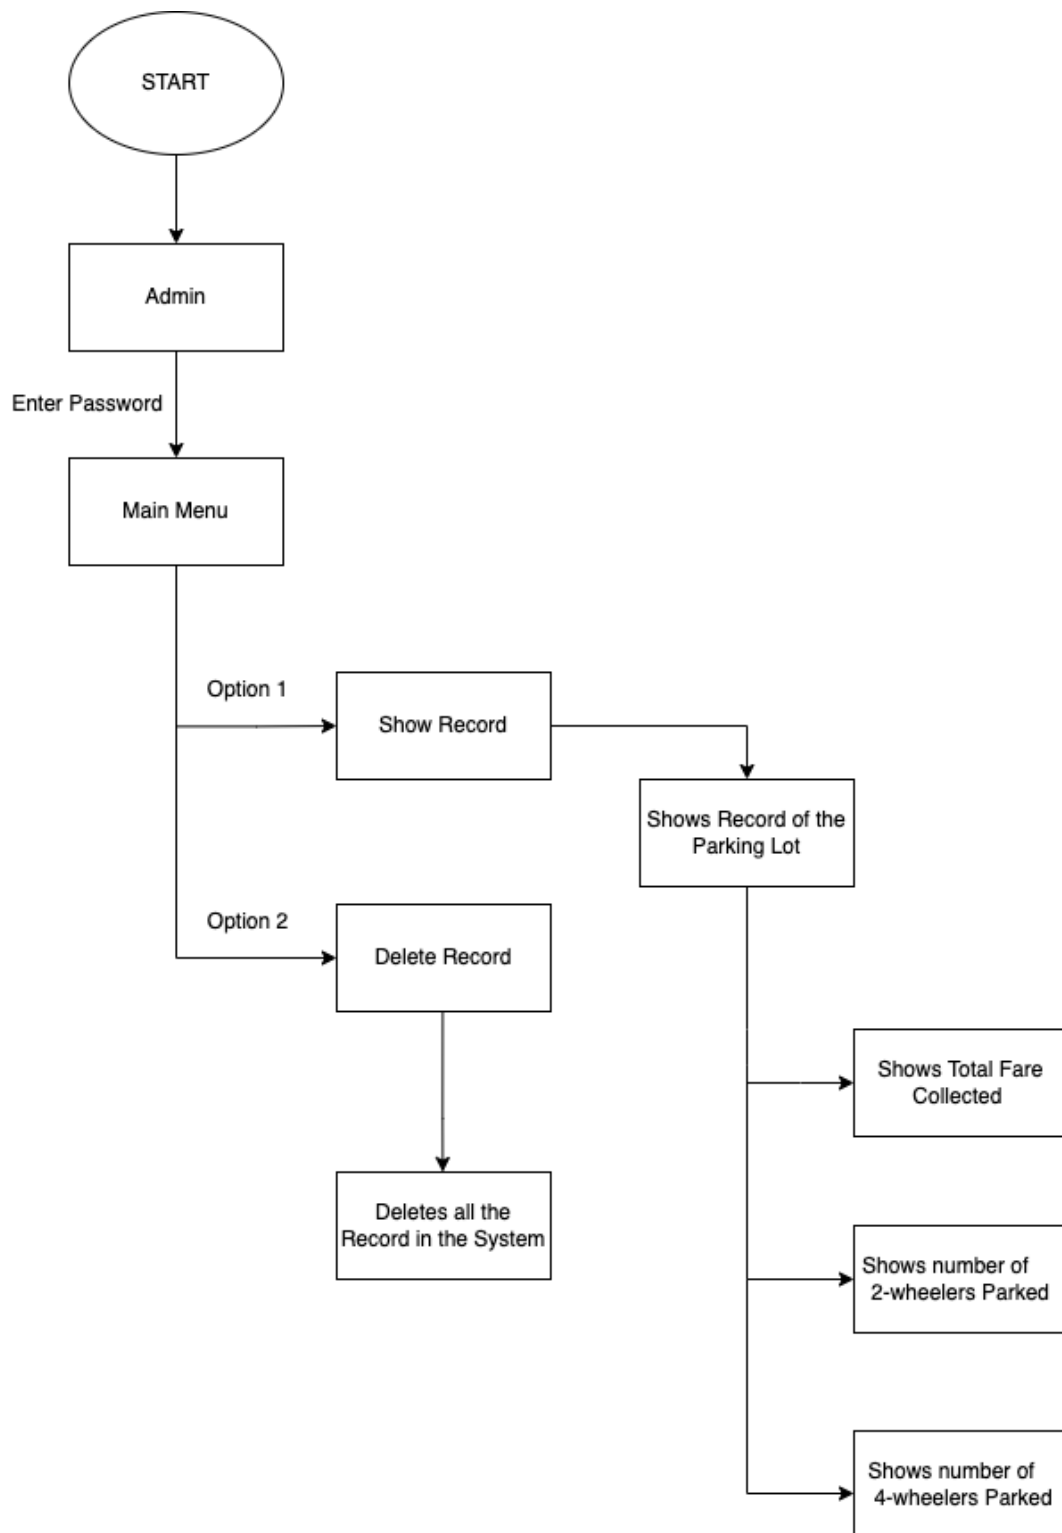 START
Admin
Enter Password
Main Menu
Option 1
Show Record
Shows Record of the
Parking Lot
Option 2
Delete Record
Shows Total Fare
Collected
Deletes all the
Record in the System
Shows number of
2-wheelers Parked
Shows number of
4-wheelers Parked